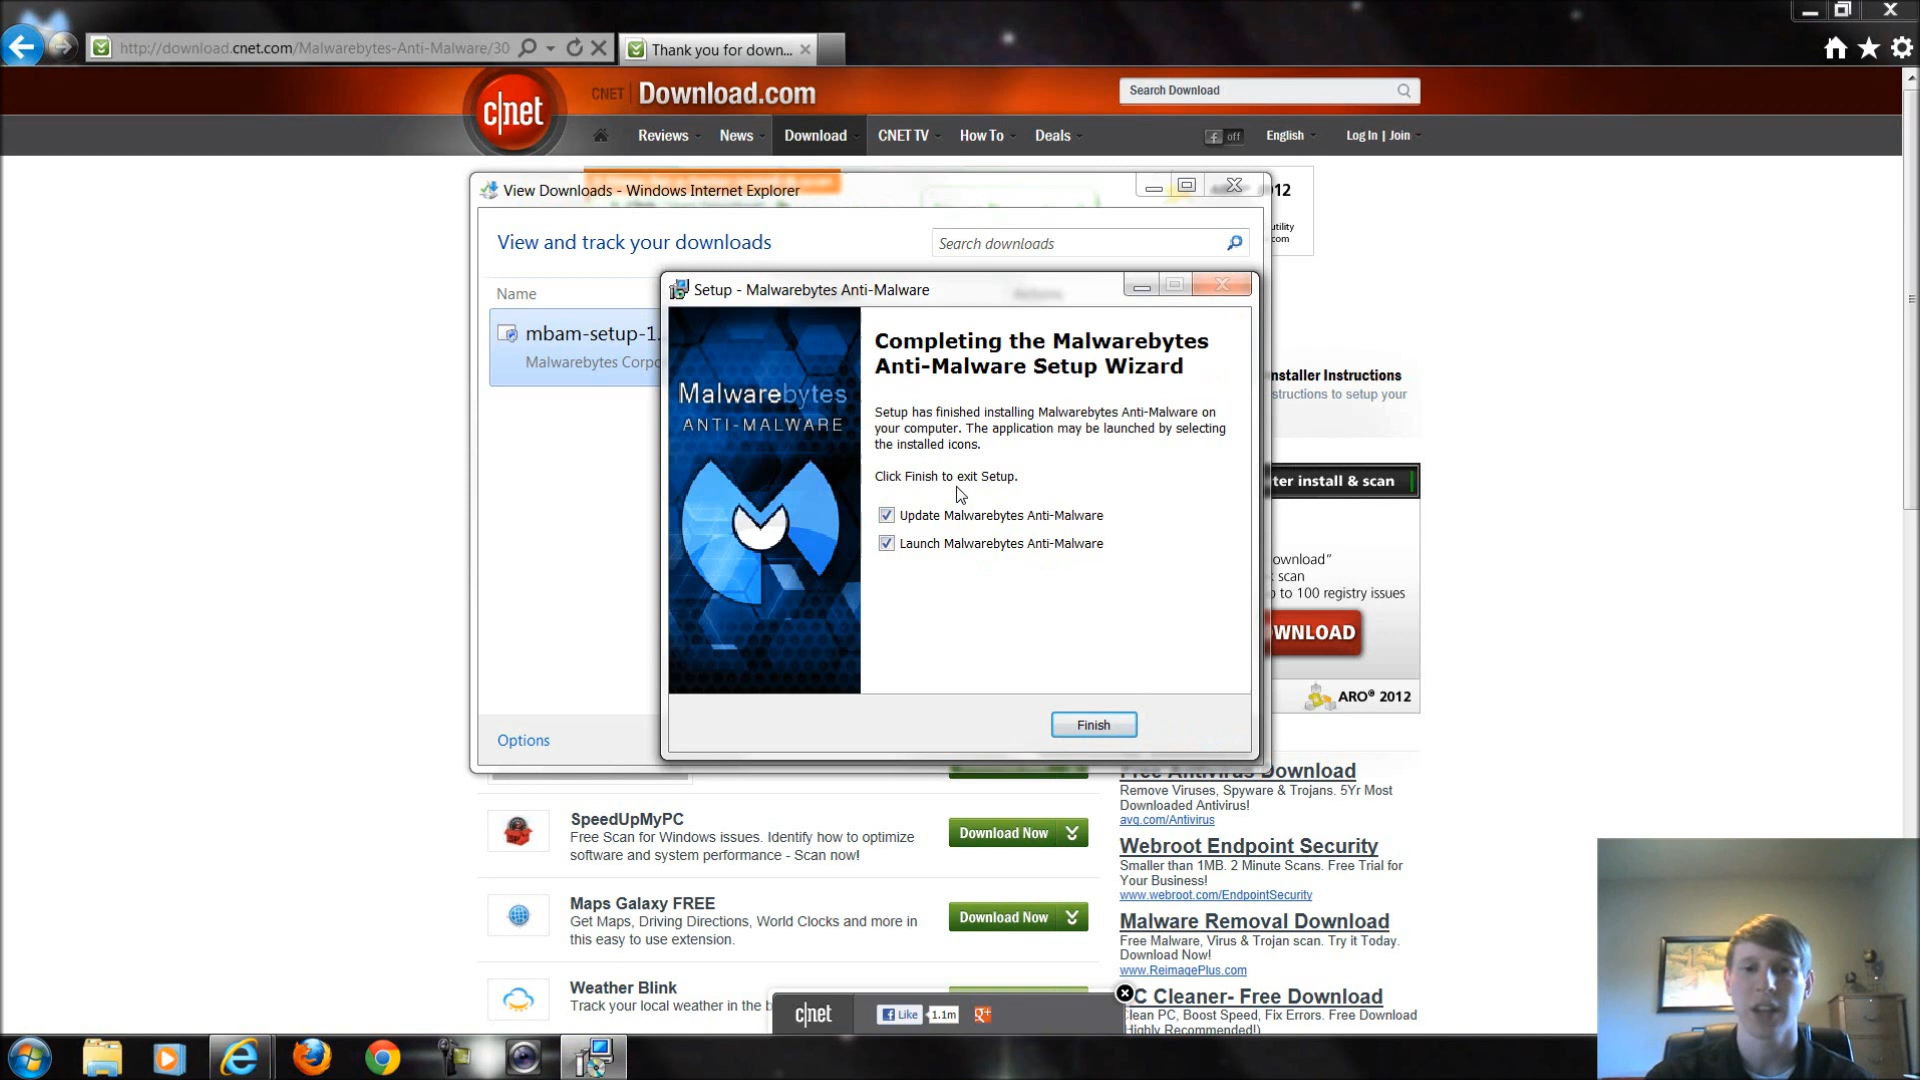 http://download.cnet.com/Malwarebytes-Anti-Malware/30
Thank you for down...
c|net
CNET
Download.com
Search Download
Reviews
News
Download
CNET TV
How To
Deals
off
English
Log In | Join
View Downloads - Windows Internet Explorer
12
utility
com
View and track your downloads
Search downloads
Name
mbam-setup-1.
Malwarebytes Corpo
Setup - Malwarebytes Anti-Malware
Malwarebytes
ANTI-MALWARE
Completing the Malwarebytes
Anti-Malware Setup Wizard
Setup has finished installing Malwarebytes Anti-Malware on
your computer. The application may be launched by selecting
the installed icons.
Click Finish to exit Setup.
Update Malwarebytes Anti-Malware
Launch Malwarebytes Anti-Malware
Finish
Options
nstaller Instructions
structions to setup your
ter install & scan
ownload"
scan
to 100 registry issues
WNLOAD
ARO® 2012
SpeedUpMyPC
Free Scan for Windows issues. Identify how to optimize
software and system performance - Scan now!
Download Now
Maps Galaxy FREE
Get Maps, Driving Directions, World Clocks and more in
this easy to use extension.
Download Now
Weather Blink
Track your local weather in the b
c|net
Like
1.1m
g+
Free Antivirus Download
Remove Viruses, Spyware & Trojans. 5Yr Most
Downloaded Antivirus!
avg.com/Antivirus
Webroot Endpoint Security
Smaller than 1MB. 2 Minute Scans. Free Trial for
Your Business!
www.webroot.com/EndpointSecurity
Malware Removal Download
Free Malware, Virus & Trojan scan. Try it Today.
Download Now!
www.ReimagePlus.com
C Cleaner- Free Download
Clean PC, Boost Speed, Fix Errors. Free Download
Highly Recommended!)